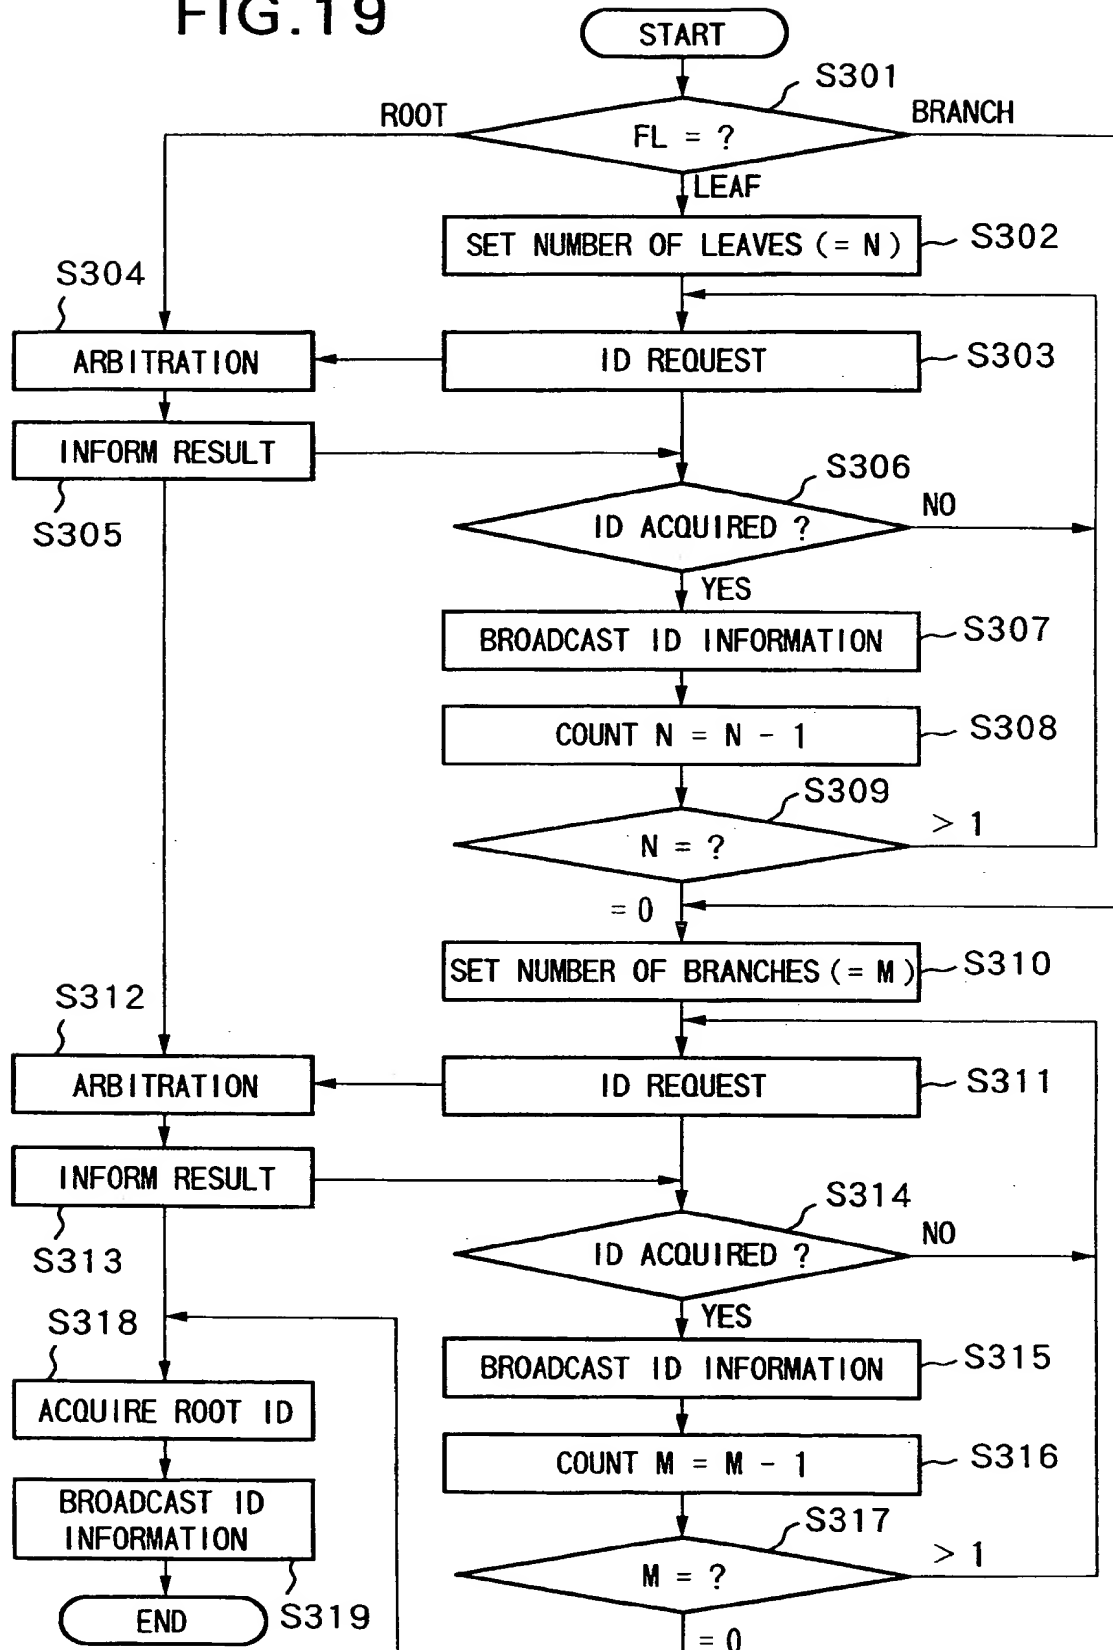 FIG.19
START
S301
ROOT
BRANCH
FL = ?
LEAF
SET NUMBER OF LEAVES (= N)
S302
S304
ARBITRATION
ID REQUEST
S303
INFORM RESULT
S305
S306
ID ACQUIRED ?
NO
YES
BROADCAST ID INFORMATION
S307
COUNT N = N - 1
S308
S309
N = ?
> 1
= 0
SET NUMBER OF BRANCHES (= M)
S310
S312
ARBITRATION
ID REQUEST
S311
INFORM RESULT
S313
S314
ID ACQUIRED ?
NO
YES
S318
BROADCAST ID INFORMATION
S315
ACQUIRE ROOT ID
COUNT M = M - 1
S316
BROADCAST ID
INFORMATION
S317
M = ?
> 1
END
S319
= 0